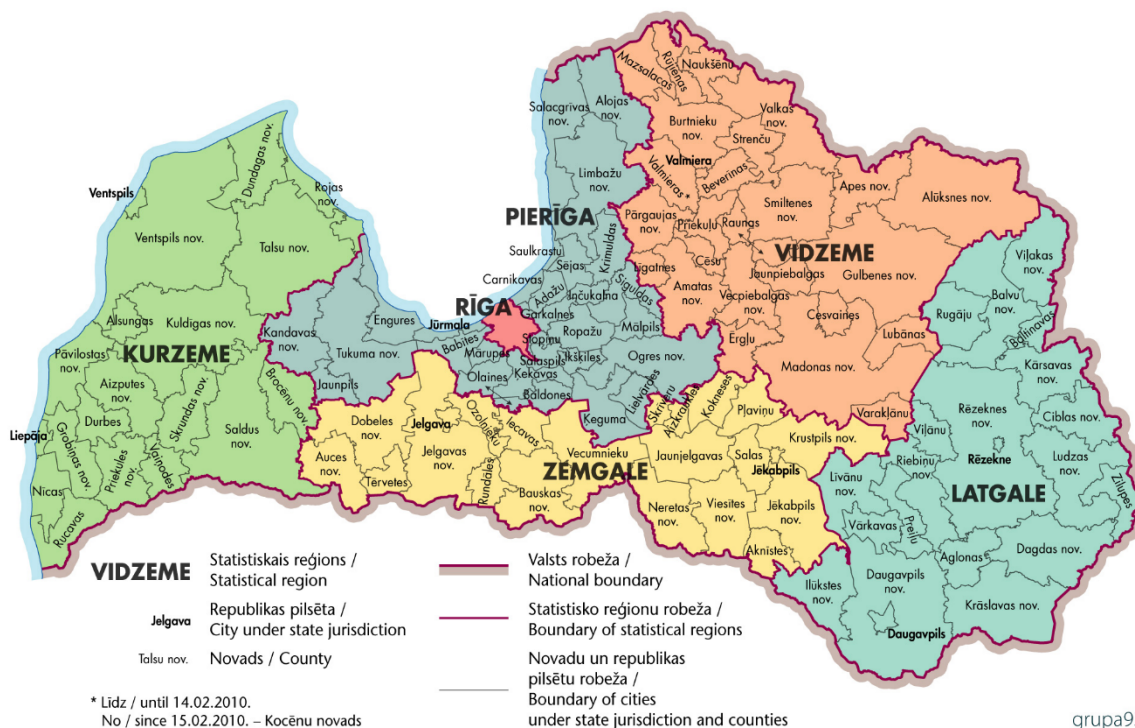 Mazsalacas
Rūjienas
Naukšēnu
Salacgrīvas
nov.
Alojas
nov.
Burtnieku
nov.
Valkas
nov.
Strenču
Valmiera
Valmieras *
Beverīnas
Limbažu
nov.
Smiltenes
nov.
Apes nov.
Alūksnes nov.
Dundagas nov.
Rojas
nov.
Ventspils
Ventspils nov.
Talsu nov.
PIERĪGA
Pārgaujas
nov.
Priekuļu
Raunas
VIDZEME
Saulkrastu
Krimuldas
Sējas
Līgatnes
Cēsu
Jaunpiebalgas
Gulbenes nov.
Carnikavas
Ādažu
Inčukalna
Siguldas
Amatas
nov.
Vecpiebalgas
Viļakas
nov.
Balvu
nov.
Rugāju
Baltinavas
RĪGA
Garkalnes
Alsungas
Kuldīgas nov.
Kandavas
Engures
Jūrmala
Babītes
Stopiņu
Ropažu
Mālpils
Cesvaines
Lubānas
KURZEME
Pāvilostas
nov.
Tukuma nov.
Mārupes
Salaspils
Ikšķiles
Ogres nov.
Ērgļu
Madonas nov.
Kārsavas
nov.
Aizputes
nov.
Jaunpils
Olaines
Ķekavas
Baldones
Ķeguma
Lielvārdes
Skrīveru
Aizkraukles
Kokneses
Pļaviņu
Varakļānu
Rēzeknes
nov.
Ciblas nov.
Durbes
Skrundas nov.
Brocēnu nov.
Saldus
nov.
Liepāja
Grobiņas nov.
Priekules
nov.
Vaiņodes
Nīcas
Rucavas
Dobeles
nov.
Jelgava
Ozolnieku
Iecavas
Auces
nov.
Jelgavas
nov.
Tērvetes
Rundāles
Vecumnieku
nov.
ZEMGALE
Bauskas
nov.
Jaunjelgavas
Salas
Krustpils nov.
Jēkabpils
Neretas
nov.
Viesītes
nov.
Jēkabpils
nov.
Aknīstes
Viļānu
Riebiņu
Rēzekne
Ludzas
nov.
Zilupes
Līvānu
nov.
LATGALE
Vārkavas
Preiļu
Aglonas
Dagdas nov.
Ilūkstes
nov.
Daugavpils
nov.
Krāslavas nov.
Daugavpils
VIDZEME
Statistiskais reģions /
Statistical region
Jelgava
Republikas pilsēta /
City under state jurisdiction
Talsu nov.
Novads / County
* Līdz / until 14.02.2010.
No / since 15.02.2010. – Kocēnu novads
Valsts robeža /
National boundary
Statistisko reģionu robeža /
Boundary of statistical regions
Novadu un republikas
pilsētu robeža /
Boundary of cities
under state jurisdiction and counties
grupa9